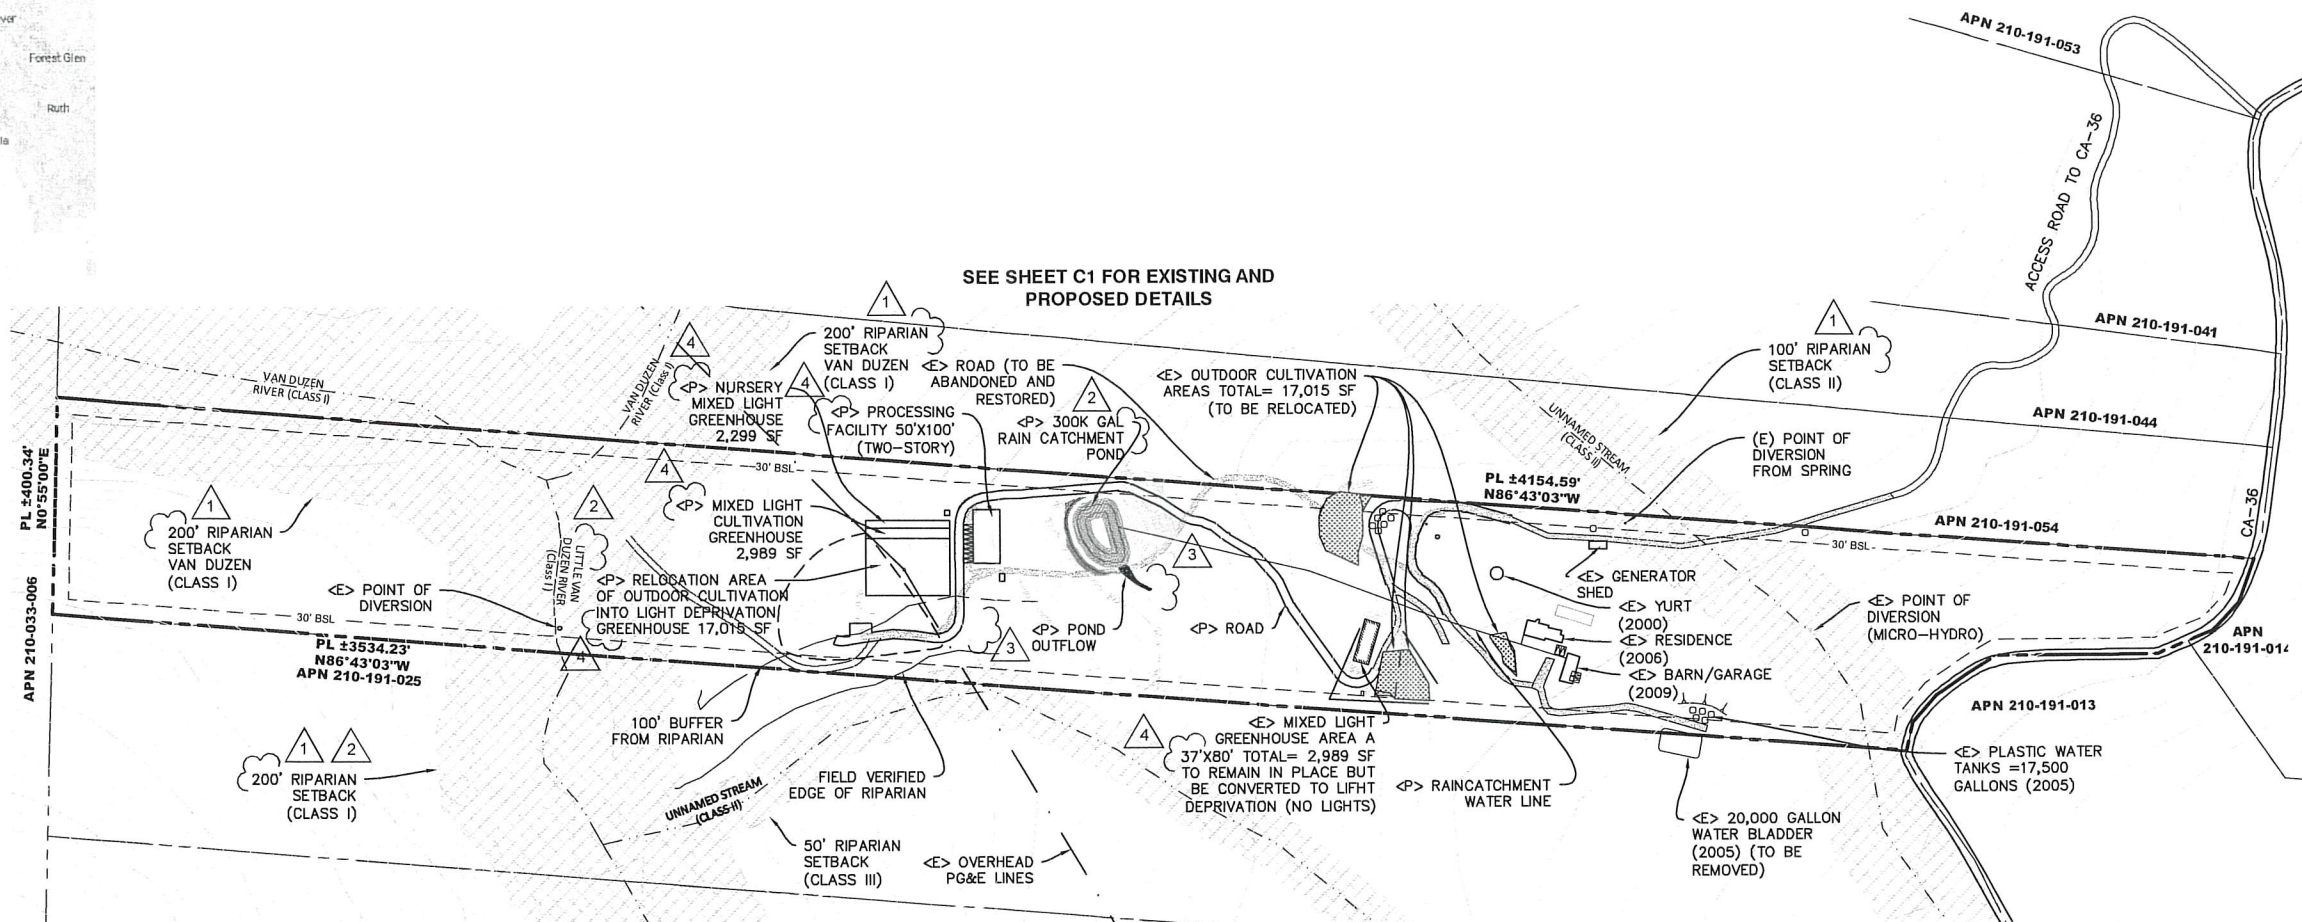 Forest Glen
Ruth
APN 210-191-053
ACCESS ROAD TO CA-36
SEE SHEET C1 FOR EXISTING AND
PROPOSED DETAILS
1
200' RIPARIAN
SETBACK
VAN DUZEN
(CLASS I)
4
<P> NURSERY
MIXED LIGHT
GREENHOUSE
2,299 SF
4
<P> PROCESSING
FACILITY 50'X100'
(TWO-STORY)
<E> ROAD (TO BE
ABANDONED AND
RESTORED)
2
<P> 300K GAL
RAIN CATCHMENT
POND
<E> OUTDOOR CULTIVATION
AREAS TOTAL= 17,015 SF
(TO BE RELOCATED)
UNNAMED STREAM
(CLASS II)
1
100' RIPARIAN
SETBACK
(CLASS II)
APN 210-191-041
APN 210-191-044
(E) POINT OF
DIVERSION
FROM SPRING
VAN DUZEN
RIVER (CLASS I)
VAN DUZEN
RIVER (Class I)
PL ±400.34'
N0°55'00"E
APN 210-033-006
30' BSL
4
PL ±4154.59'
N86°43'03"W
APN 210-191-054
30' BSL
CA-36
1
200' RIPARIAN
SETBACK
VAN DUZEN
(CLASS I)
2
LITTLE VAN
DUZEN RIVER
(Class I)
<P> MIXED LIGHT
CULTIVATION
GREENHOUSE
2,989 SF
<P> RELOCATION AREA
OF OUTDOOR CULTIVATION
INTO LIGHT DEPRIVATION
GREENHOUSE 17,015 SF
4
<E> POINT OF
DIVERSION
30' BSL
PL ±3534.23'
N86°43'03"W
APN 210-191-025
3
<P> POND
OUTFLOW
3
<P> ROAD
<E> GENERATOR
SHED
<E> YURT
(2000)
<E> RESIDENCE
(2006)
<E> BARN/GARAGE
(2009)
<E> POINT OF
DIVERSION
(MICRO-HYDRO)
APN
210-191-014
APN 210-191-013
1
2
200' RIPARIAN
SETBACK
(CLASS I)
100' BUFFER
FROM RIPARIAN
FIELD VERIFIED
EDGE OF RIPARIAN
UNNAMED STREAM
(CLASS II)
50' RIPARIAN
SETBACK
(CLASS III)
<E> OVERHEAD
PG&E LINES
4
<E> MIXED LIGHT
GREENHOUSE AREA A
37'X80' TOTAL= 2,989 SF
TO REMAIN IN PLACE BUT
BE CONVERTED TO LIFHT
DEPRIVATION (NO LIGHTS)
<P> RAINCATCHMENT
WATER LINE
<E> 20,000 GALLON
WATER BLADDER
(2005) (TO BE
REMOVED)
<E> PLASTIC WATER
TANKS =17,500
GALLONS (2005)